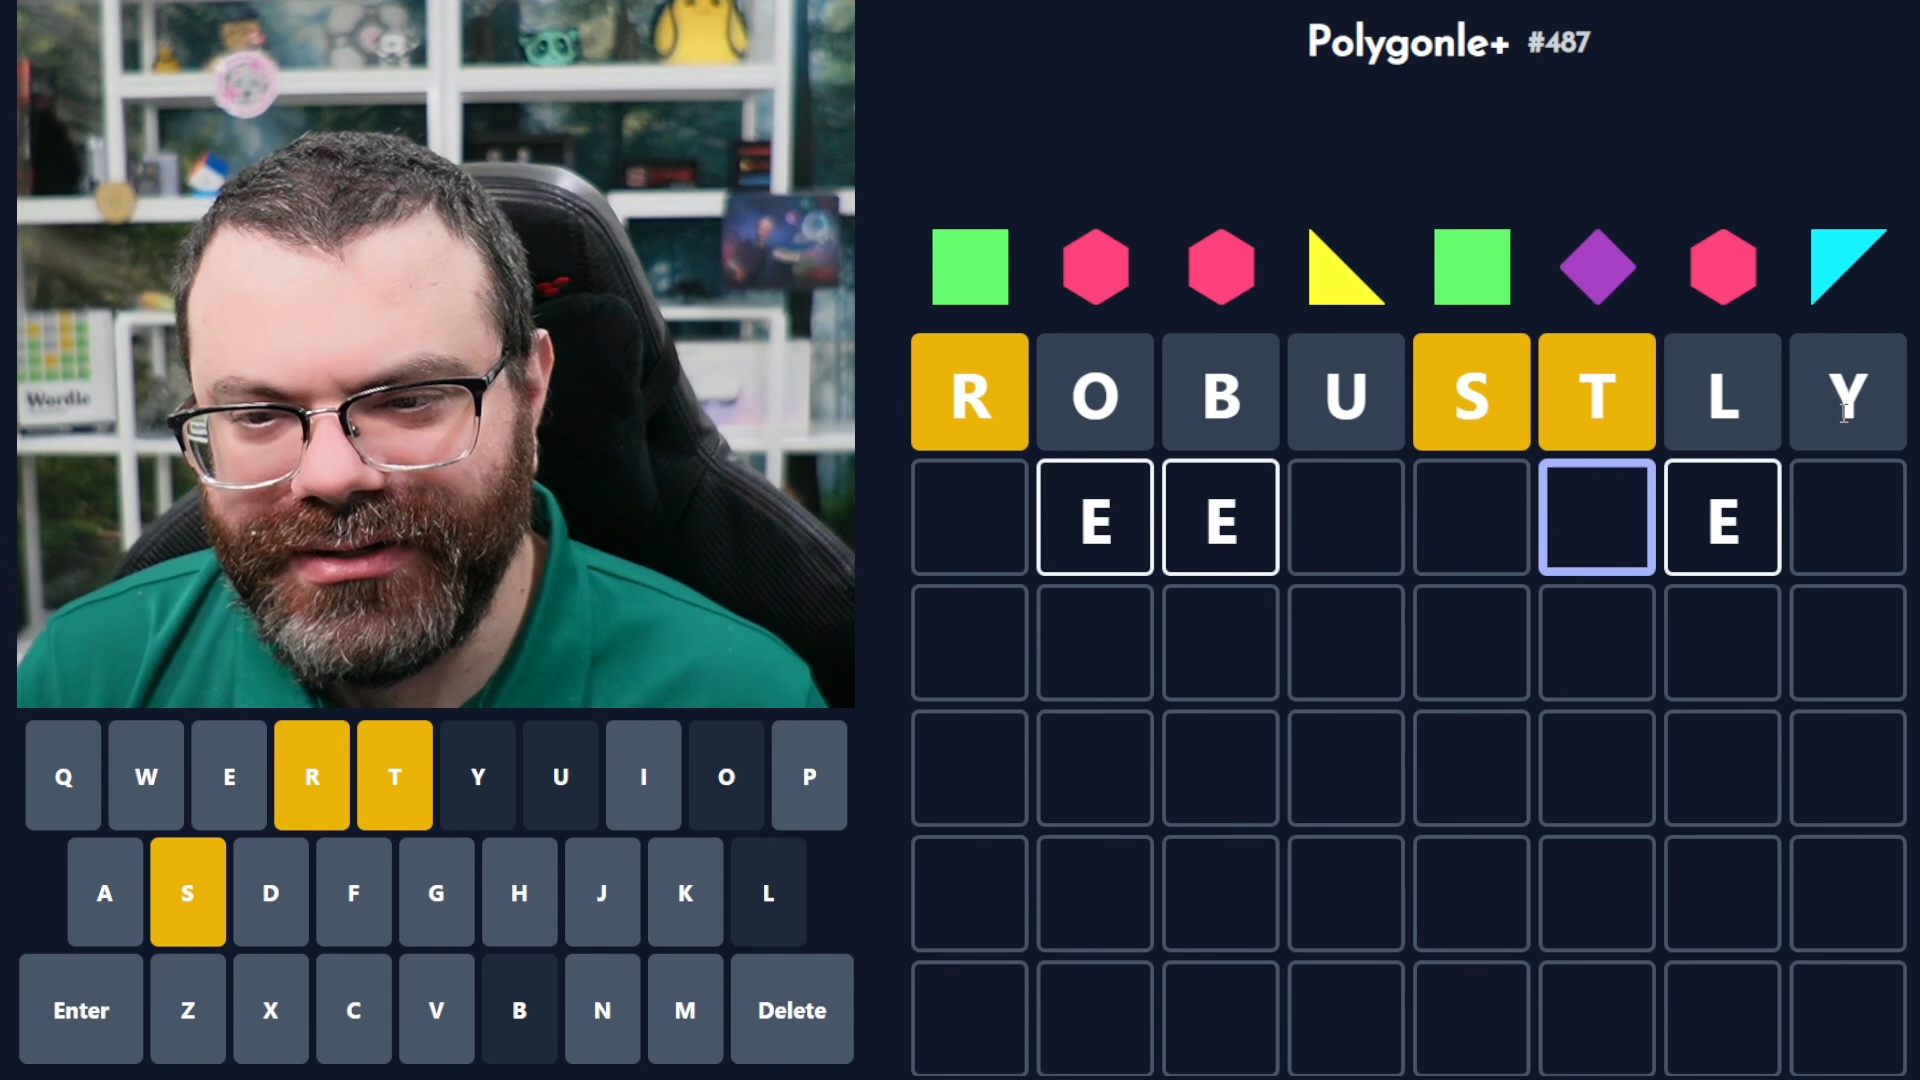 Polygonle+ #487
R O B U S T L Y
E E E
Wordle
Q W E R T Y U I O P
A S D F G H J K L
Enter Z X C V B N M Delete